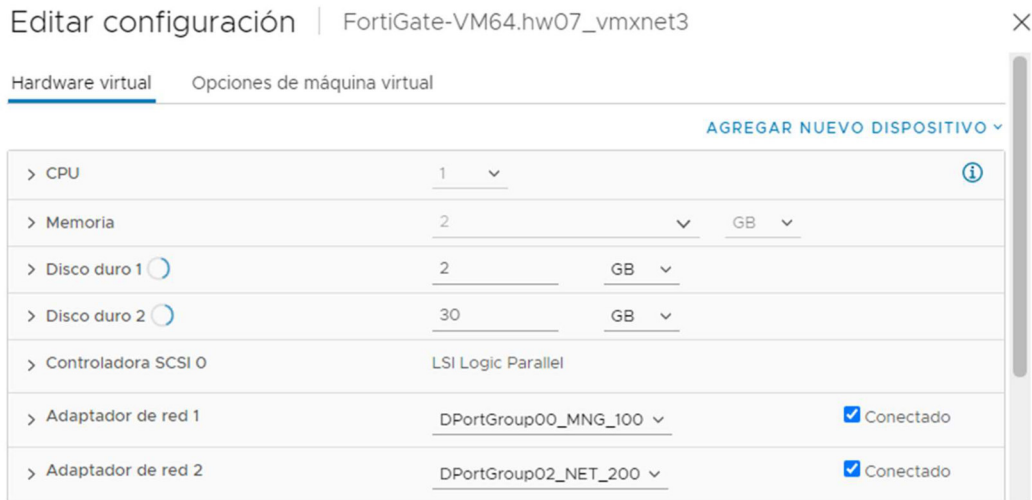 Editar configuración | FortiGate-VM64.hw07_vmxnet3
Hardware virtual Opciones de máquina virtual
AGREGAR NUEVO DISPOSITIVO
CPU 1
Memoria 2 GB
Disco duro 1 2 GB
Disco duro 2 30 GB
Controladora SCSI 0 LSI Logic Parallel
Adaptador de red 1 DPortGroup00_MNG_100 Conectado
Adaptador de red 2 DPortGroup02_NET_200 Conectado